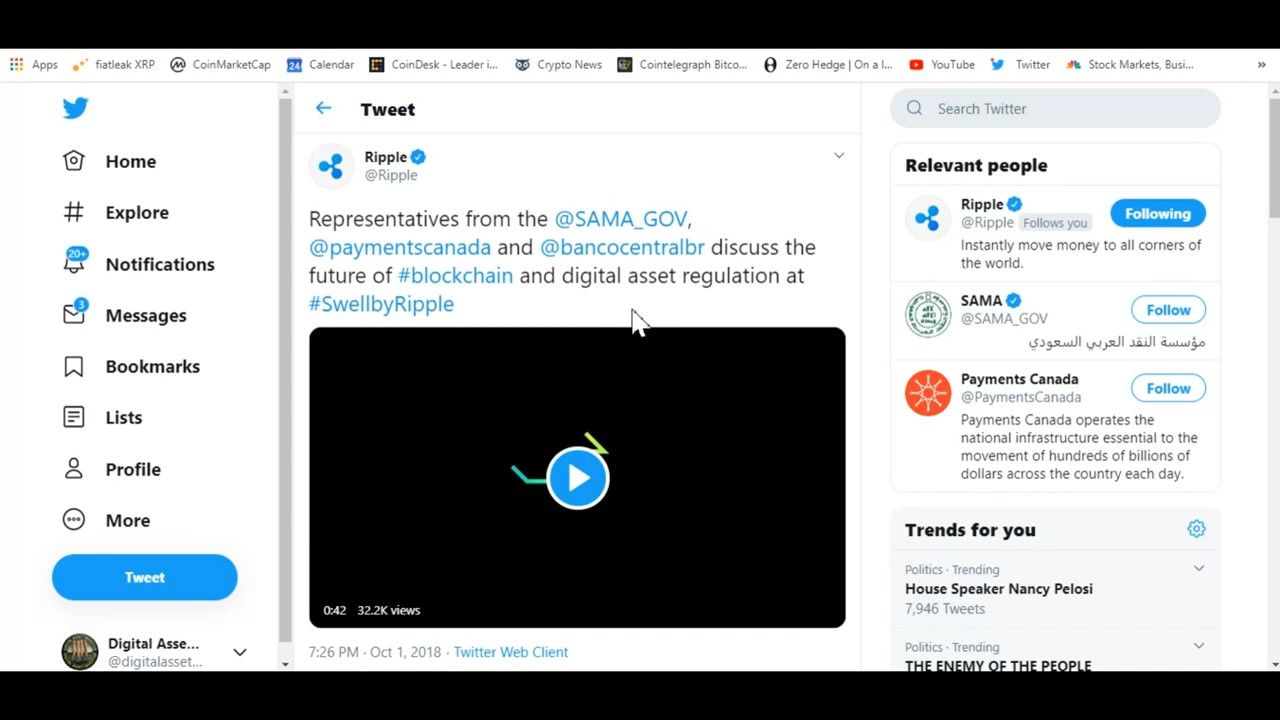 Apps
fiatleak XRP
CoinMarketCap
24
Calendar
CoinDesk - Leader i...
Crypto News
Cointelegraph Bitco...
Zero Hedge | On a l...
YouTube
Twitter
Stock Markets, Busi...
»
Home
Explore
20+
Notifications
3
Messages
Bookmarks
Lists
Profile
More
Tweet
Digital Asse...
@digitalasset...
Tweet
Ripple
@Ripple
Representatives from the @SAMA_GOV,
@paymentscanada and @bancocentralbr discuss the
future of #blockchain and digital asset regulation at
#SwellbyRipple
0:42 32.2K views
7:26 PM · Oct 1, 2018 · Twitter Web Client
Search Twitter
Relevant people
Ripple
@Ripple Follows you
Following
Instantly move money to all corners of
the world.
SAMA
@SAMA_GOV
Follow
مؤسسة النقد العربي السعودي
Payments Canada
@PaymentsCanada
Follow
Payments Canada operates the
national infrastructure essential to the
movement of hundreds of billions of
dollars across the country each day.
Trends for you
Politics · Trending
House Speaker Nancy Pelosi
7,946 Tweets
Politics · Trending
THE ENEMY OF THE PEOPLE